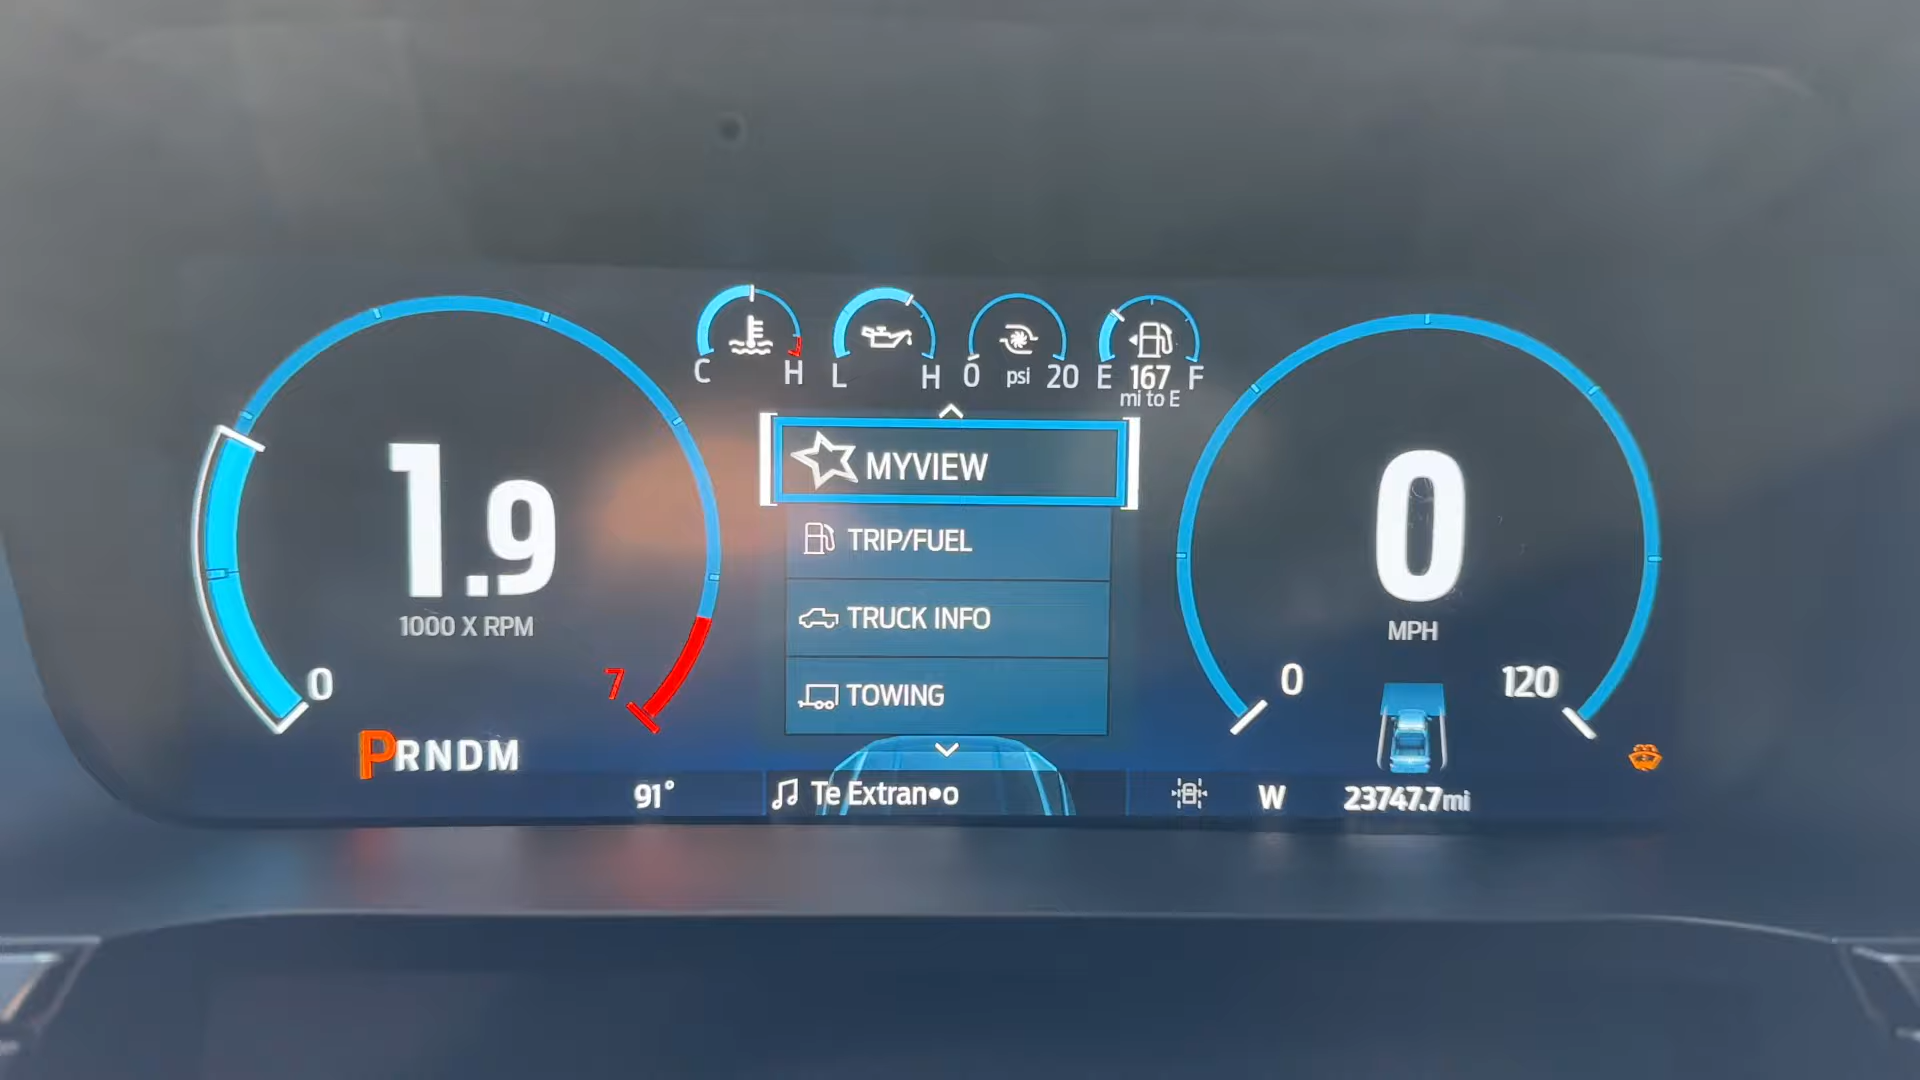 C H
L H
0 psi 20
E 167 F
mi to E
MYVIEW
TRIP/FUEL
TRUCK INFO
TOWING
1.9
1000 X RPM
0
7
PRNDM
0
MPH
0
120
91°
Te Extran•o
W
23747.7mi